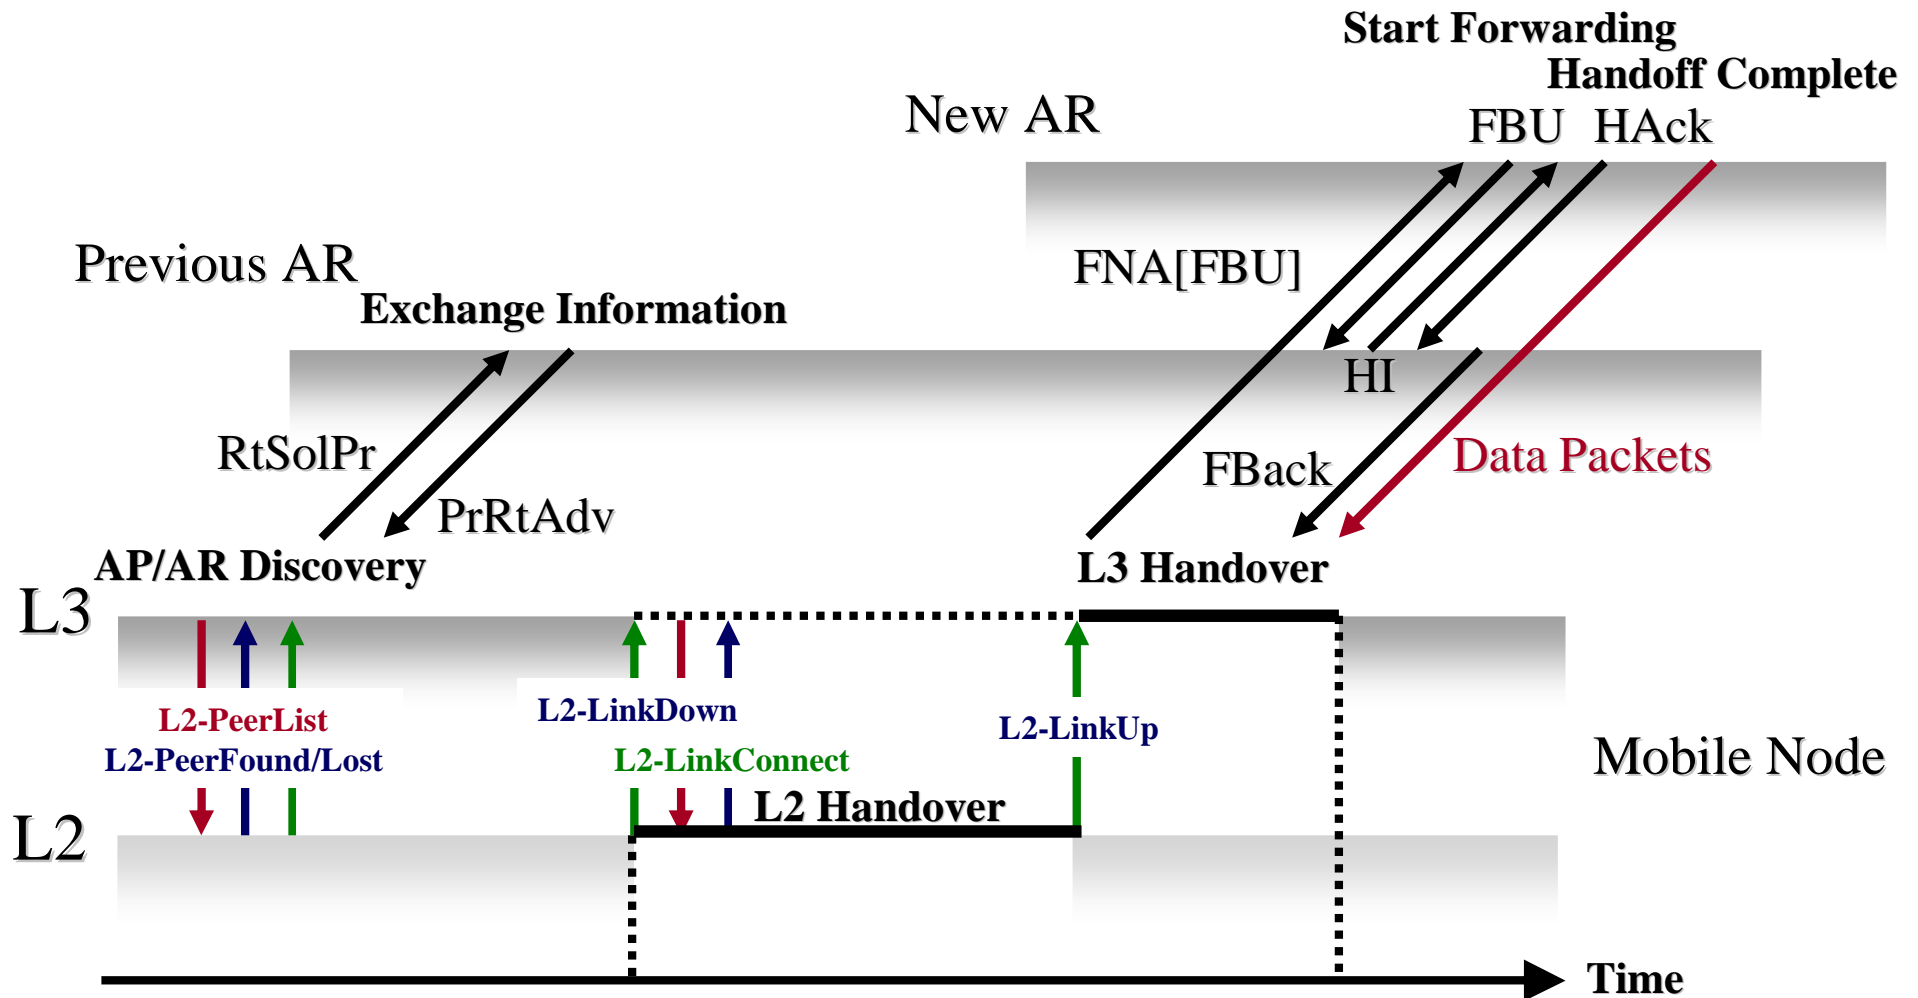 Start Forwarding
Handoff Complete
New AR
FBU HAck
Previous AR
FNA[FBU]
Exchange Information
HI
RtSolPr
FBack
Data Packets
PrRtAdv
AP/AR Discovery
L3 Handover
L3
L2-PeerList
L2-LinkDown
L2-LinkUp
L2-PeerFound/Lost
L2-LinkConnect
Mobile Node
L2 Handover
L2
Time